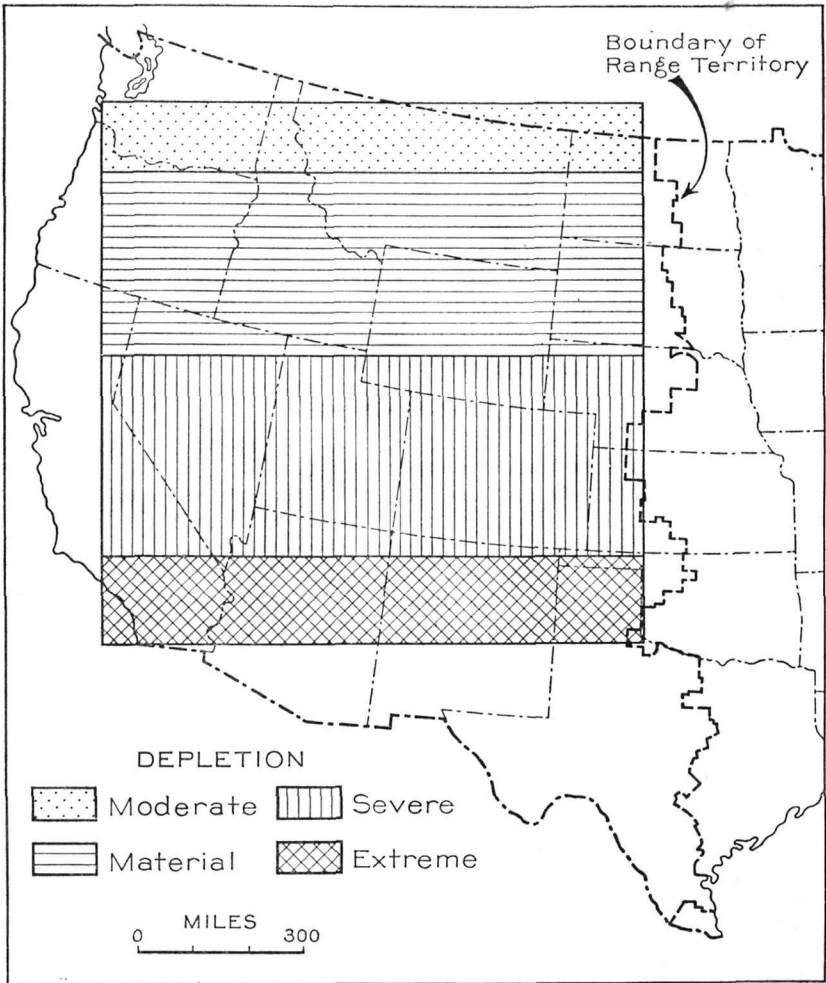 Boundary of
Range Territory
DEPLETION
Moderate
Severe
Material
Extreme
MILES
0
300